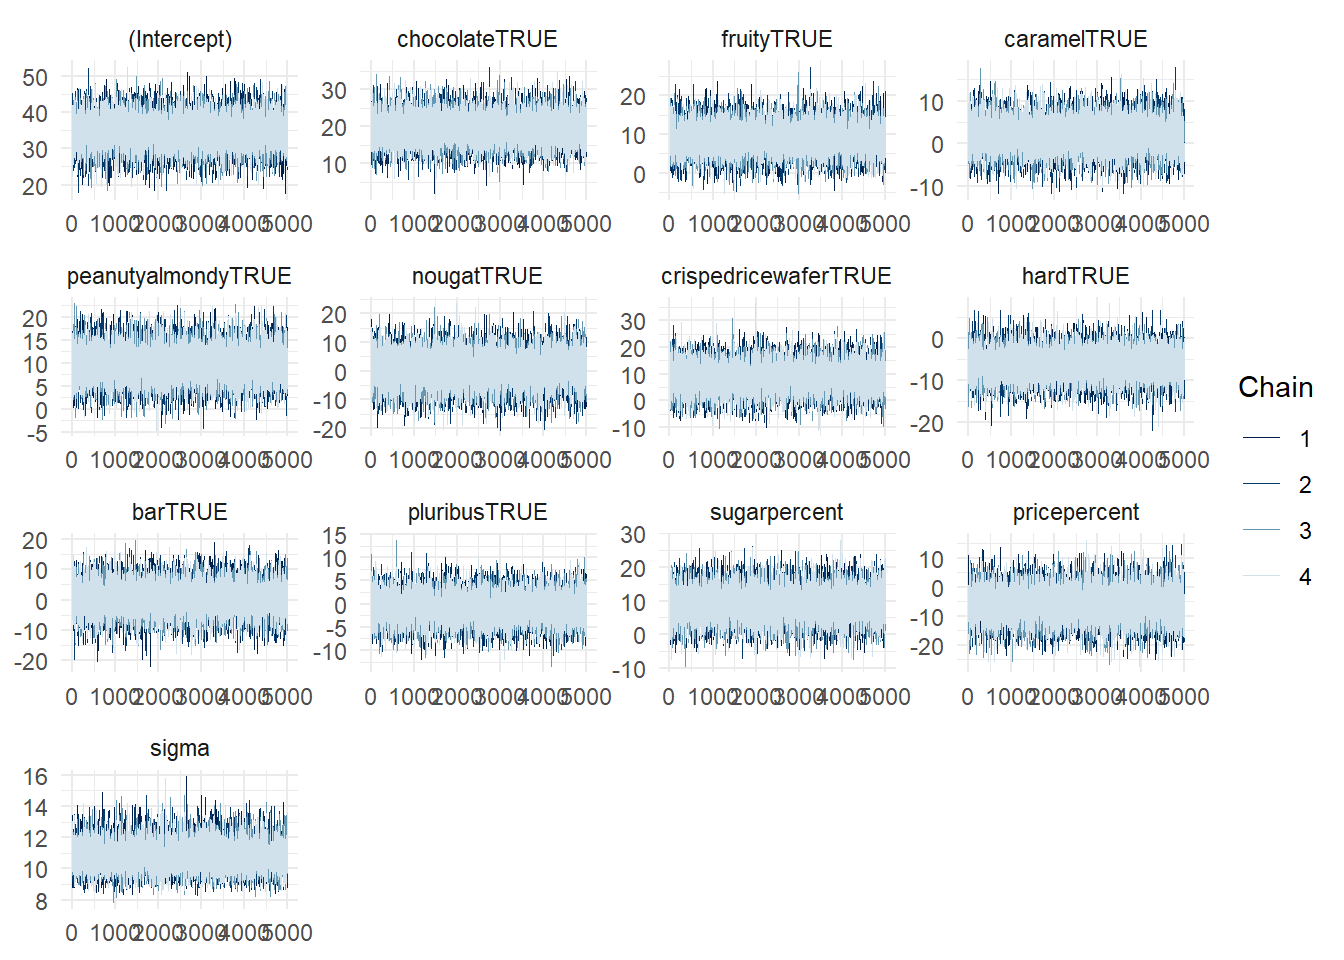 (Intercept) chocolateTRUE fruityTRUE caramelTRUE
50 40 30 20
30 20 10
20 10 0
10 0 -10
0 1000 2000 3000 4000 5000 0 1000 2000 3000 4000 5000 0 1000 2000 3000 4000 5000 0 1000 2000 3000 4000 5000
peanutyalmondyTRUE nougatTRUE crispedricewaferTRUE hardTRUE
20 15 10 5 0 -5
20 10 0 -10 -20
30 20 10 0 -10
0 -10 -20
0 1000 2000 3000 4000 5000 0 1000 2000 3000 4000 5000 0 1000 2000 3000 4000 5000 0 1000 2000 3000 4000 5000
barTRUE pluribusTRUE sugarpercent pricepercent
20 10 0 -10 -20
15 10 5 0 -5 -10
30 20 10 0 -10
10 0 -10 -20
0 1000 2000 3000 4000 5000 0 1000 2000 3000 4000 5000 0 1000 2000 3000 4000 5000 0 1000 2000 3000 4000 5000
sigma
16 14 12 10 8
0 1000 2000 3000 4000 5000
Chain
1
2
3
4